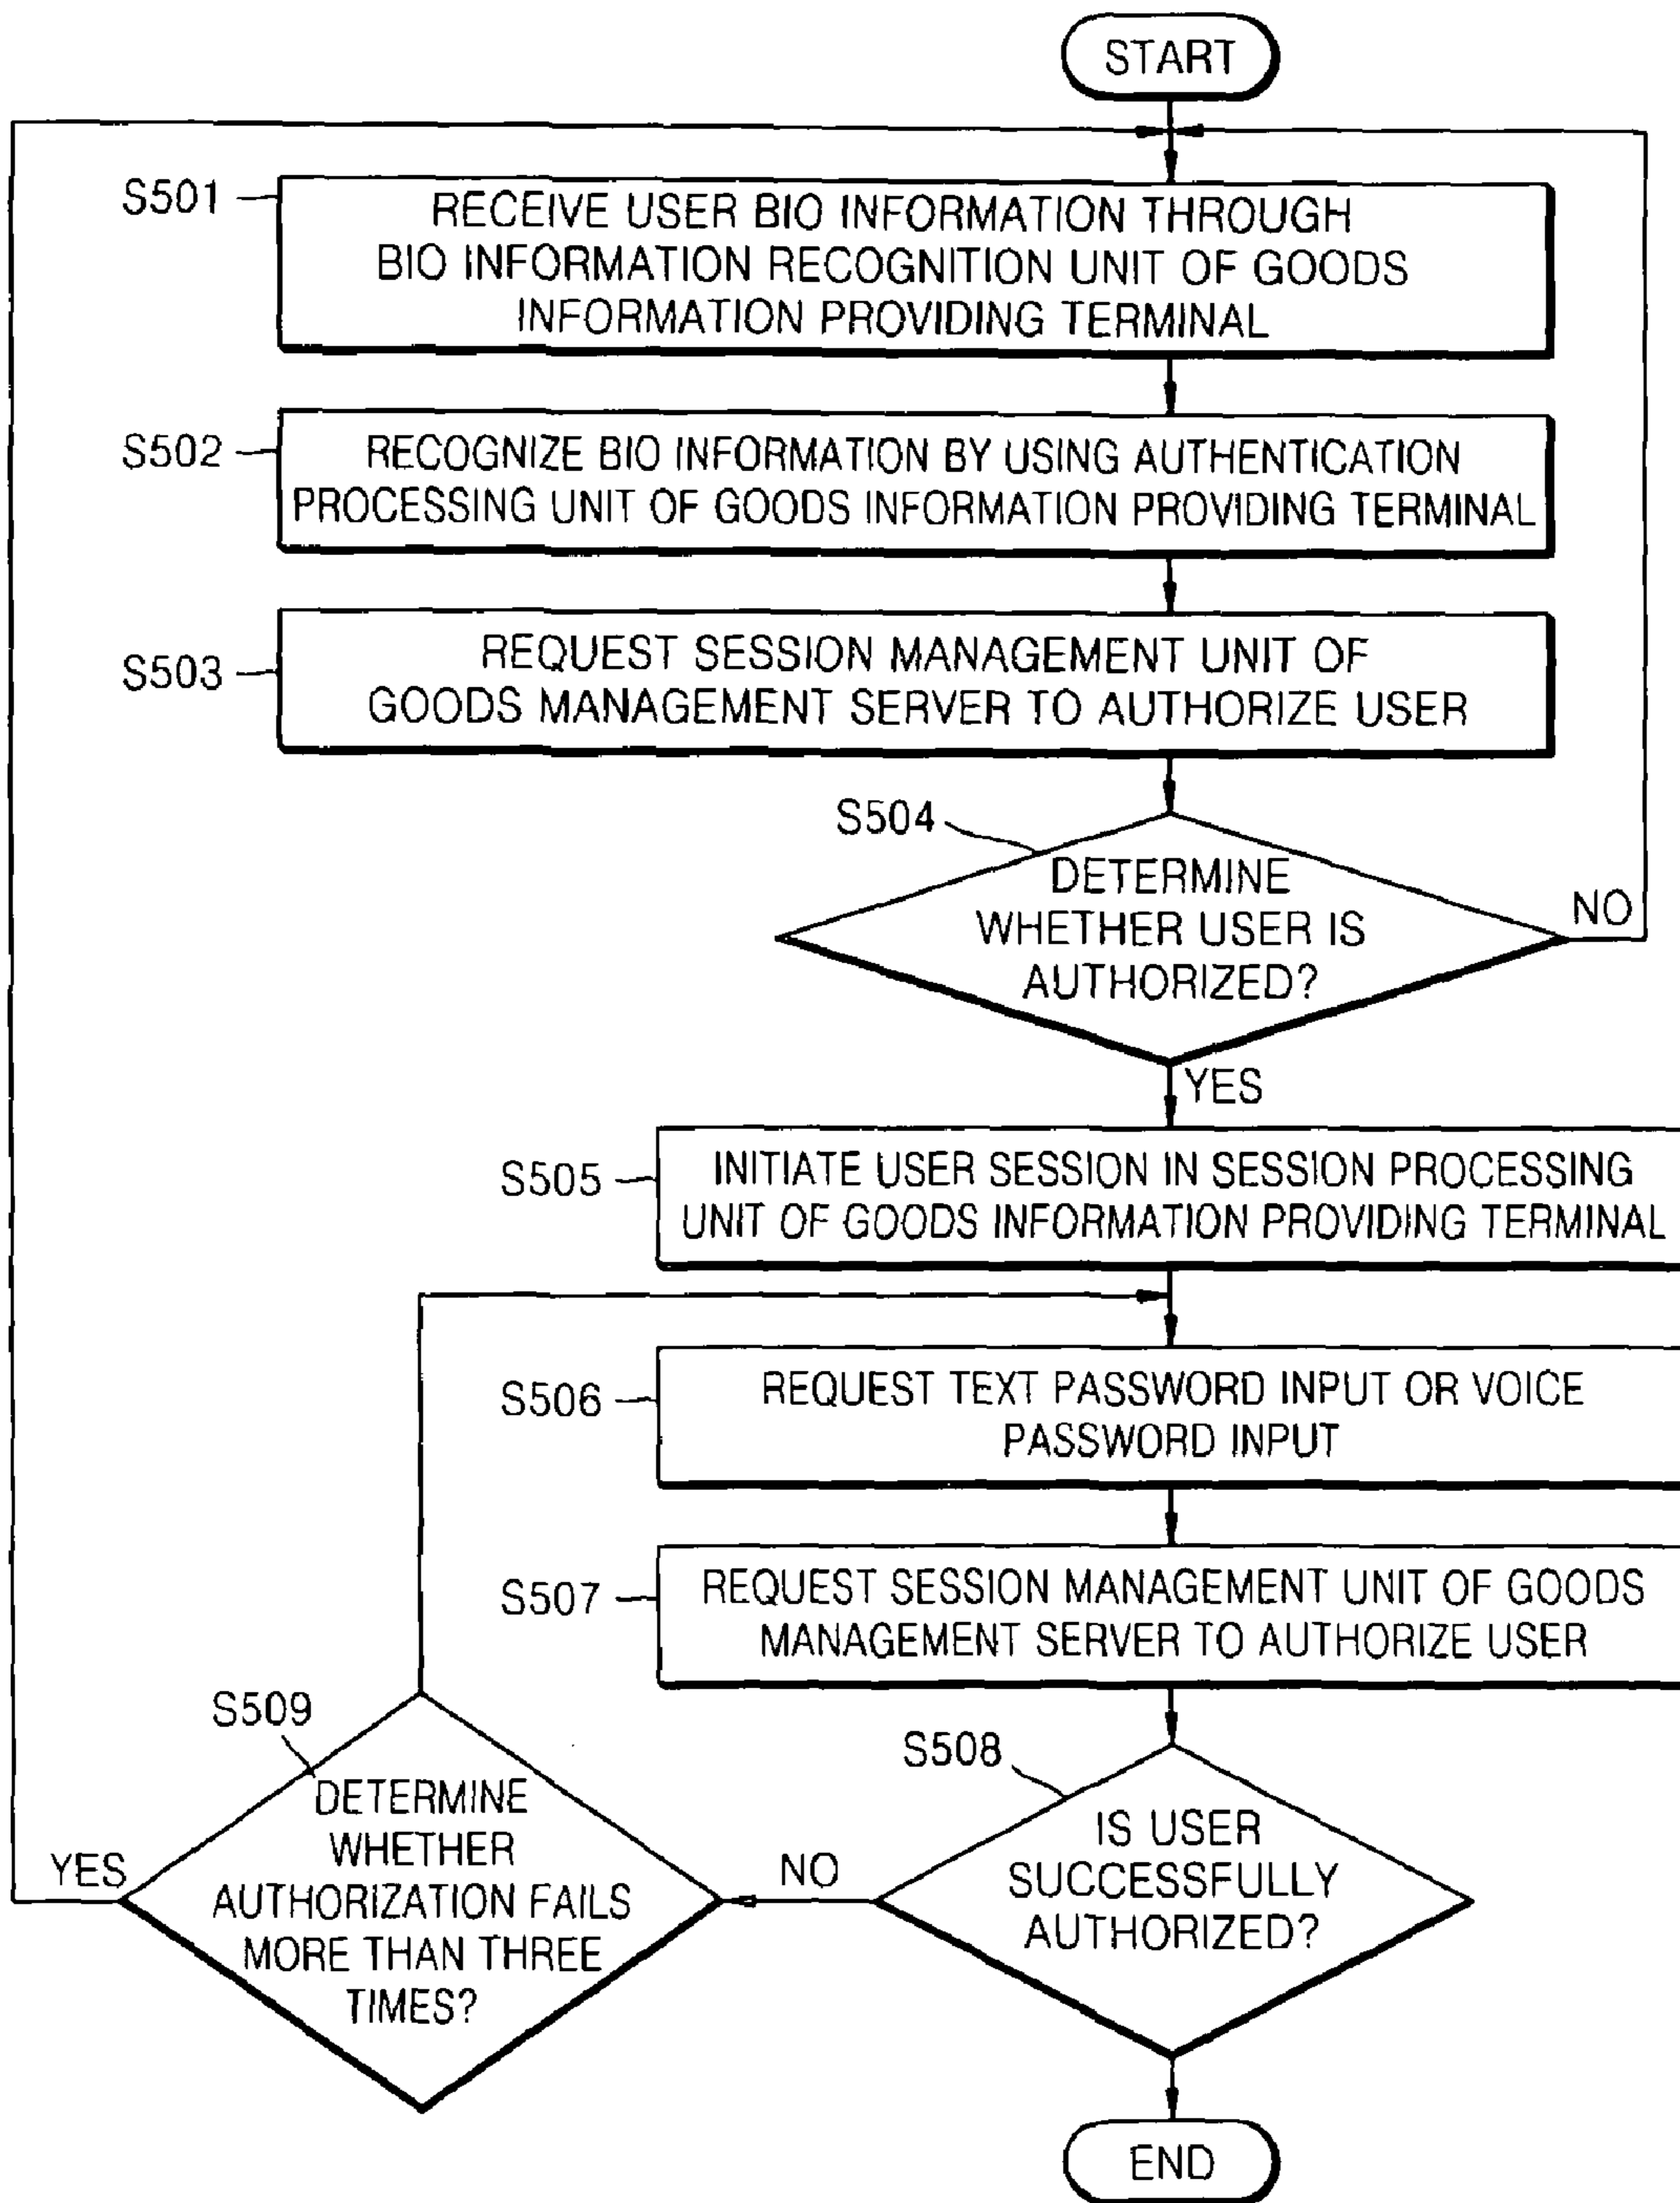 START
S501
RECEIVE USER BIO INFORMATION THROUGH
BIO INFORMATION RECOGNITION UNIT OF GOODS
INFORMATION PROVIDING TERMINAL
S502
RECOGNIZE BIO INFORMATION BY USING AUTHENTICATION
PROCESSING UNIT OF GOODS INFORMATION PROVIDING TERMINAL
S503
REQUEST SESSION MANAGEMENT UNIT OF
GOODS MANAGEMENT SERVER TO AUTHORIZE USER
S504
DETERMINE
WHETHER USER IS
AUTHORIZED?
NO
YES
S505
INITIATE USER SESSION IN SESSION PROCESSING
UNIT OF GOODS INFORMATION PROVIDING TERMINAL
S506
REQUEST TEXT PASSWORD INPUT OR VOICE
PASSWORD INPUT
S507
REQUEST SESSION MANAGEMENT UNIT OF GOODS
MANAGEMENT SERVER TO AUTHORIZE USER
S508
IS USER
SUCCESSFULLY
AUTHORIZED?
NO
S509
DETERMINE
WHETHER
AUTHORIZATION FAILS
MORE THAN THREE
TIMES?
YES
END